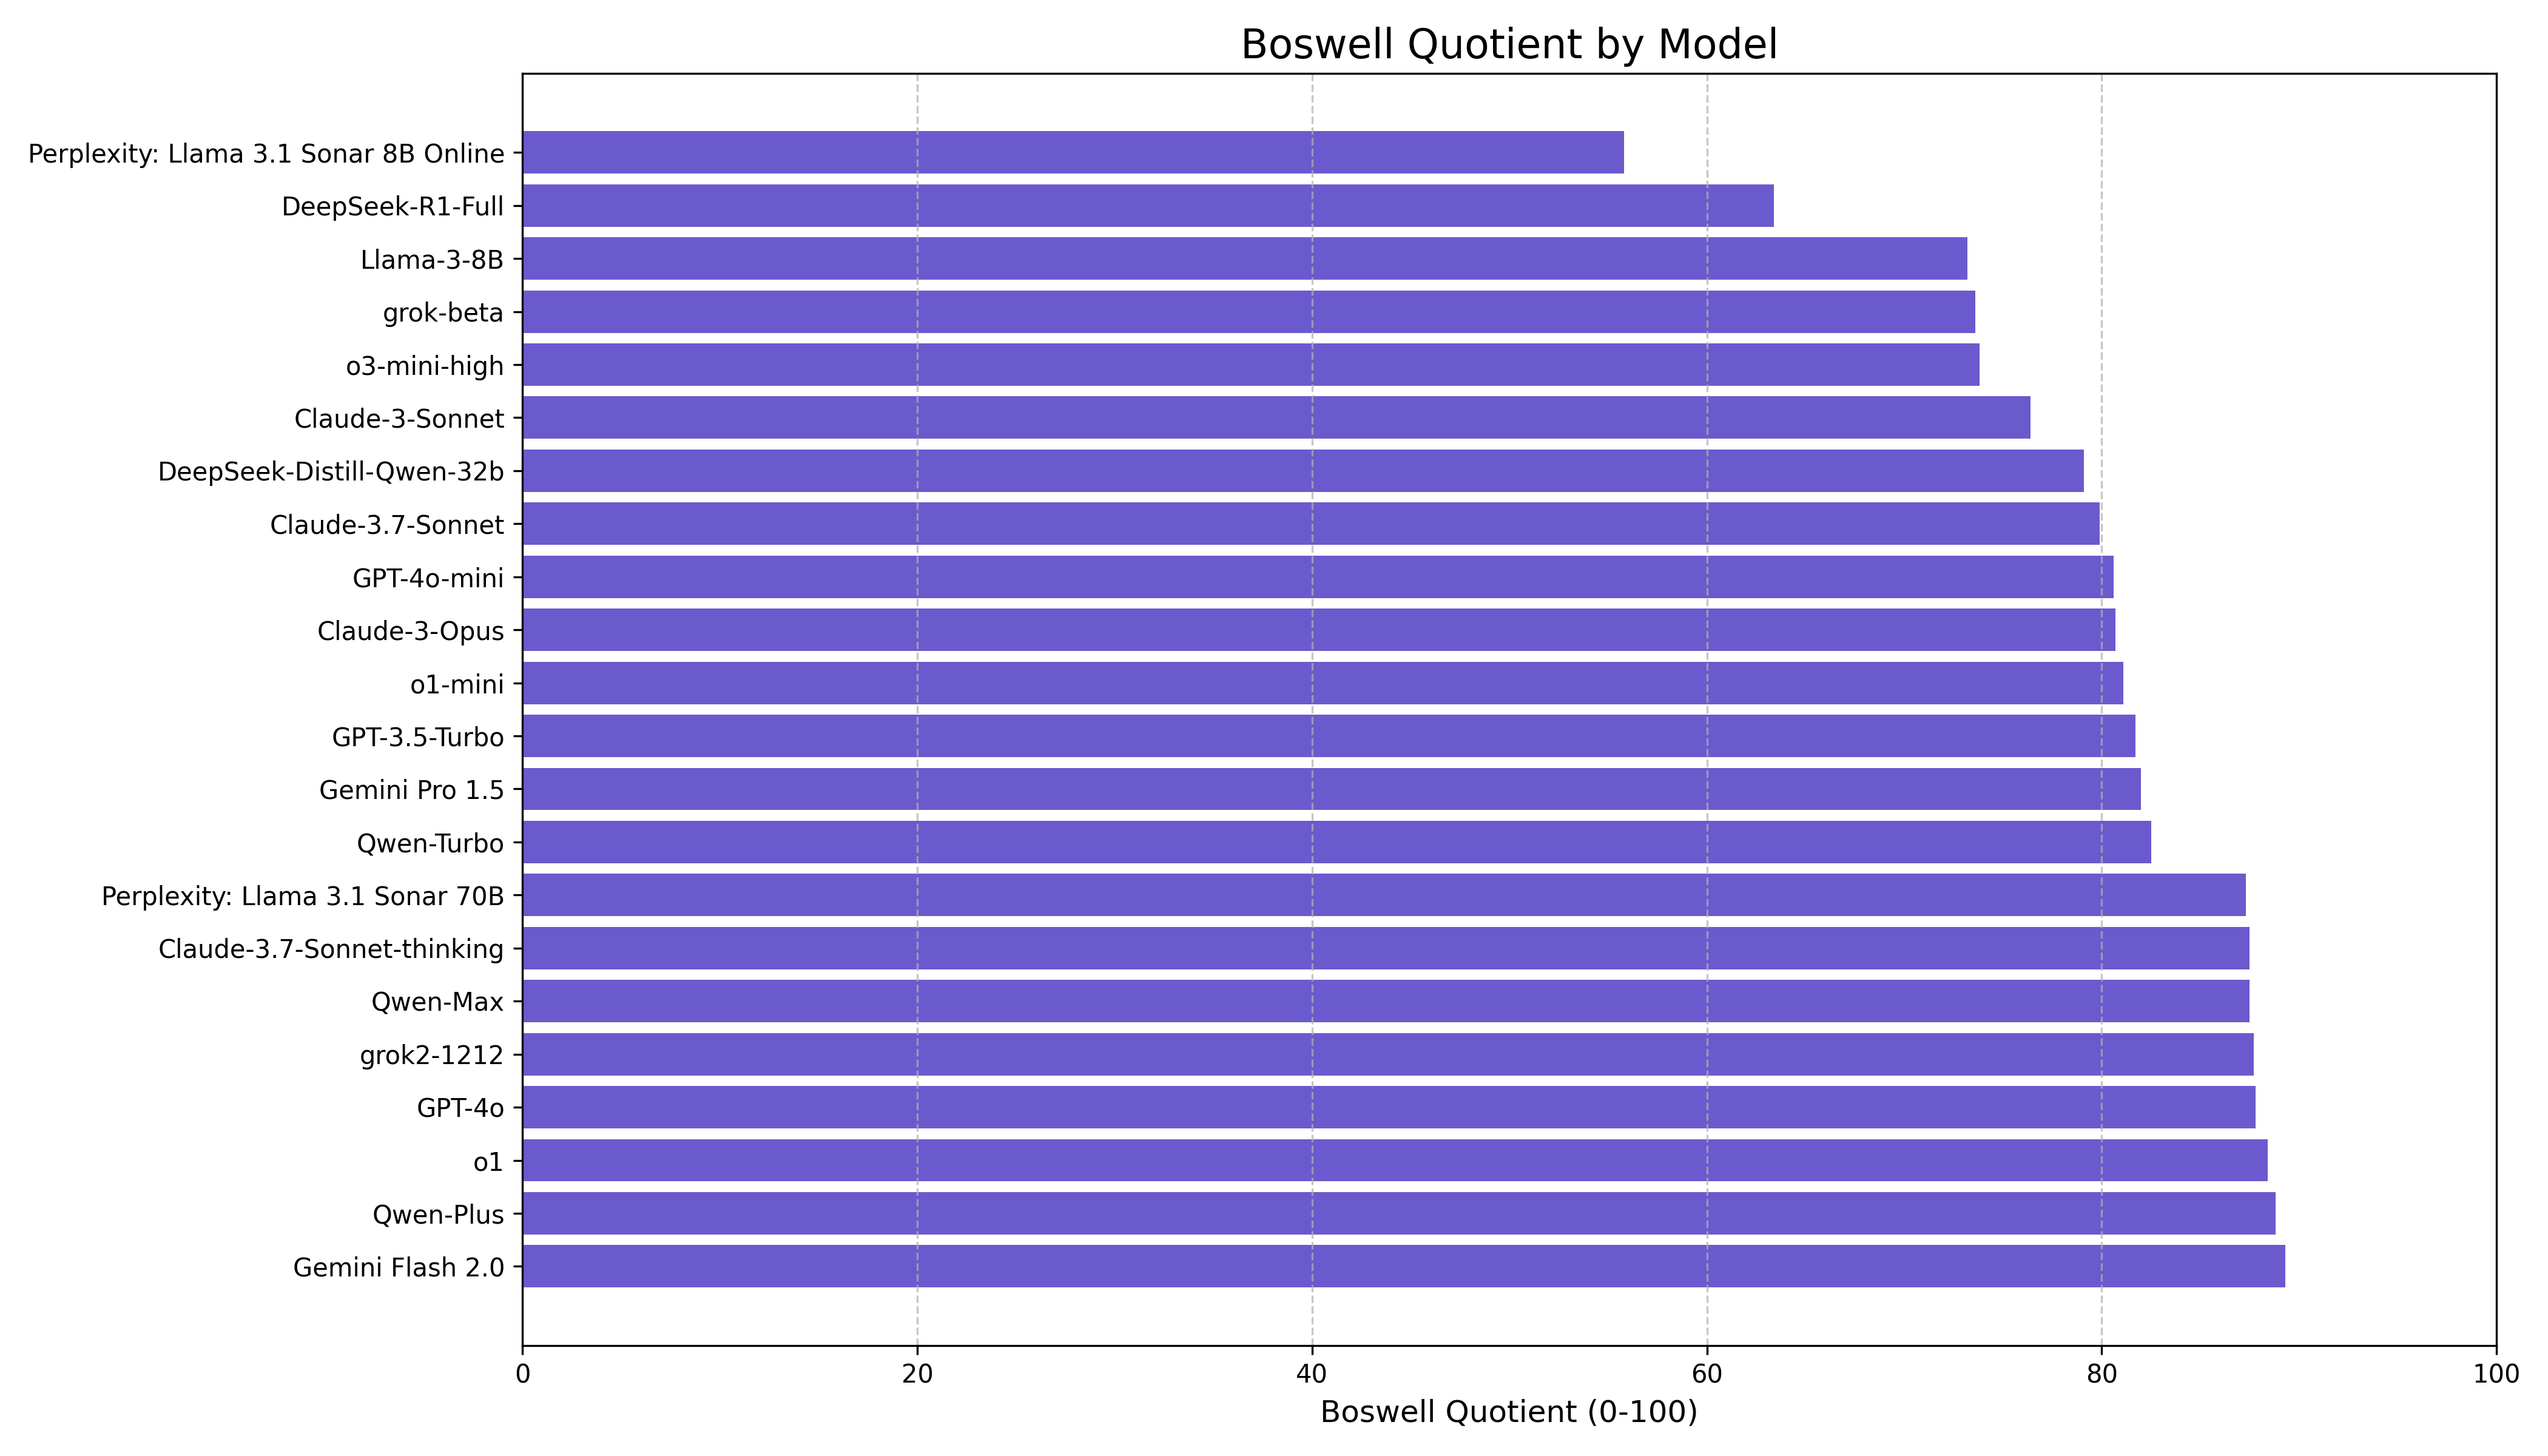 Boswell Quotient by Model
Perplexity: Llama 3.1 Sonar 8B Online
DeepSeek-R1-Full
Llama-3-8B
grok-beta
o3-mini-high
Claude-3-Sonnet
DeepSeek-Distill-Qwen-32b
Claude-3.7-Sonnet
GPT-4o-mini
Claude-3-Opus
o1-mini
GPT-3.5-Turbo
Gemini Pro 1.5
Qwen-Turbo
Perplexity: Llama 3.1 Sonar 70B
Claude-3.7-Sonnet-thinking
Qwen-Max
grok2-1212
GPT-4o
o1
Qwen-Plus
Gemini Flash 2.0
0 20 40 60 80 100
Boswell Quotient (0-100)